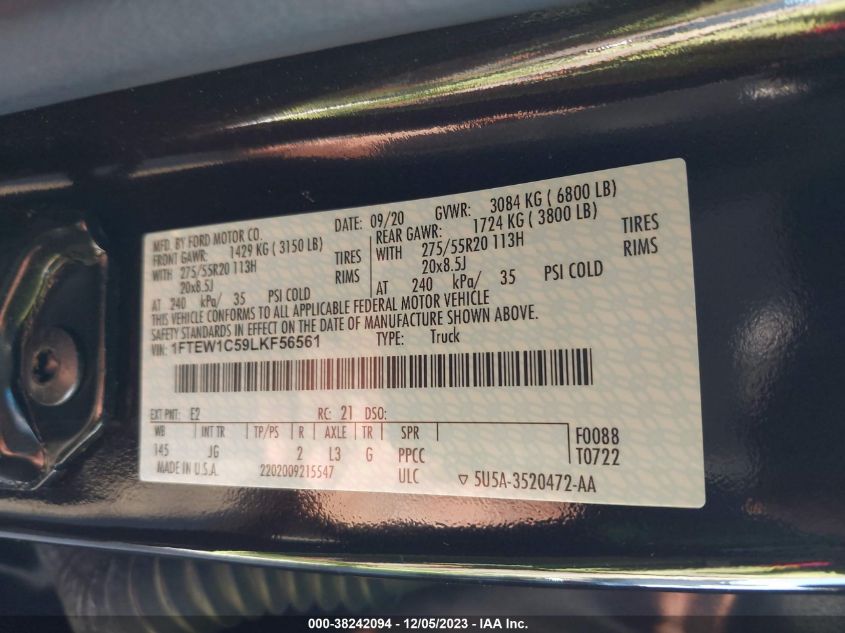 MFD. BY FORD MOTOR CO.
DATE: 09/20 GVWR: 3084 KG ( 6800 LB)
FRONT GAWR: 1429 KG ( 3150 LB)
REAR GAWR: 1724 KG ( 3800 LB)
WITH 275/55R20 113H TIRES
WITH 275/55R20 113H TIRES
20x8.5J RIMS
20x8.5J RIMS
AT 240 kPa/ 35 PSI COLD
AT 240 kPa/ 35 PSI COLD
THIS VEHICLE CONFORMS TO ALL APPLICABLE FEDERAL MOTOR VEHICLE
SAFETY STANDARDS IN EFFECT ON THE DATE OF MANUFACTURE SHOWN ABOVE.
VIN: 1FTEW1C59LKF56561 TYPE: Truck
EXT PNT: E2 RC: 21 DSO:
WB INT TR TP/PS R AXLE TR SPR
145 JG 2 L3 G PPCC
F0088
T0722
MADE IN U.S.A. 2202009215547 ULC ▽ 5U5A-3520472-AA
000-38242094 - 12/05/2023 - IAA Inc.